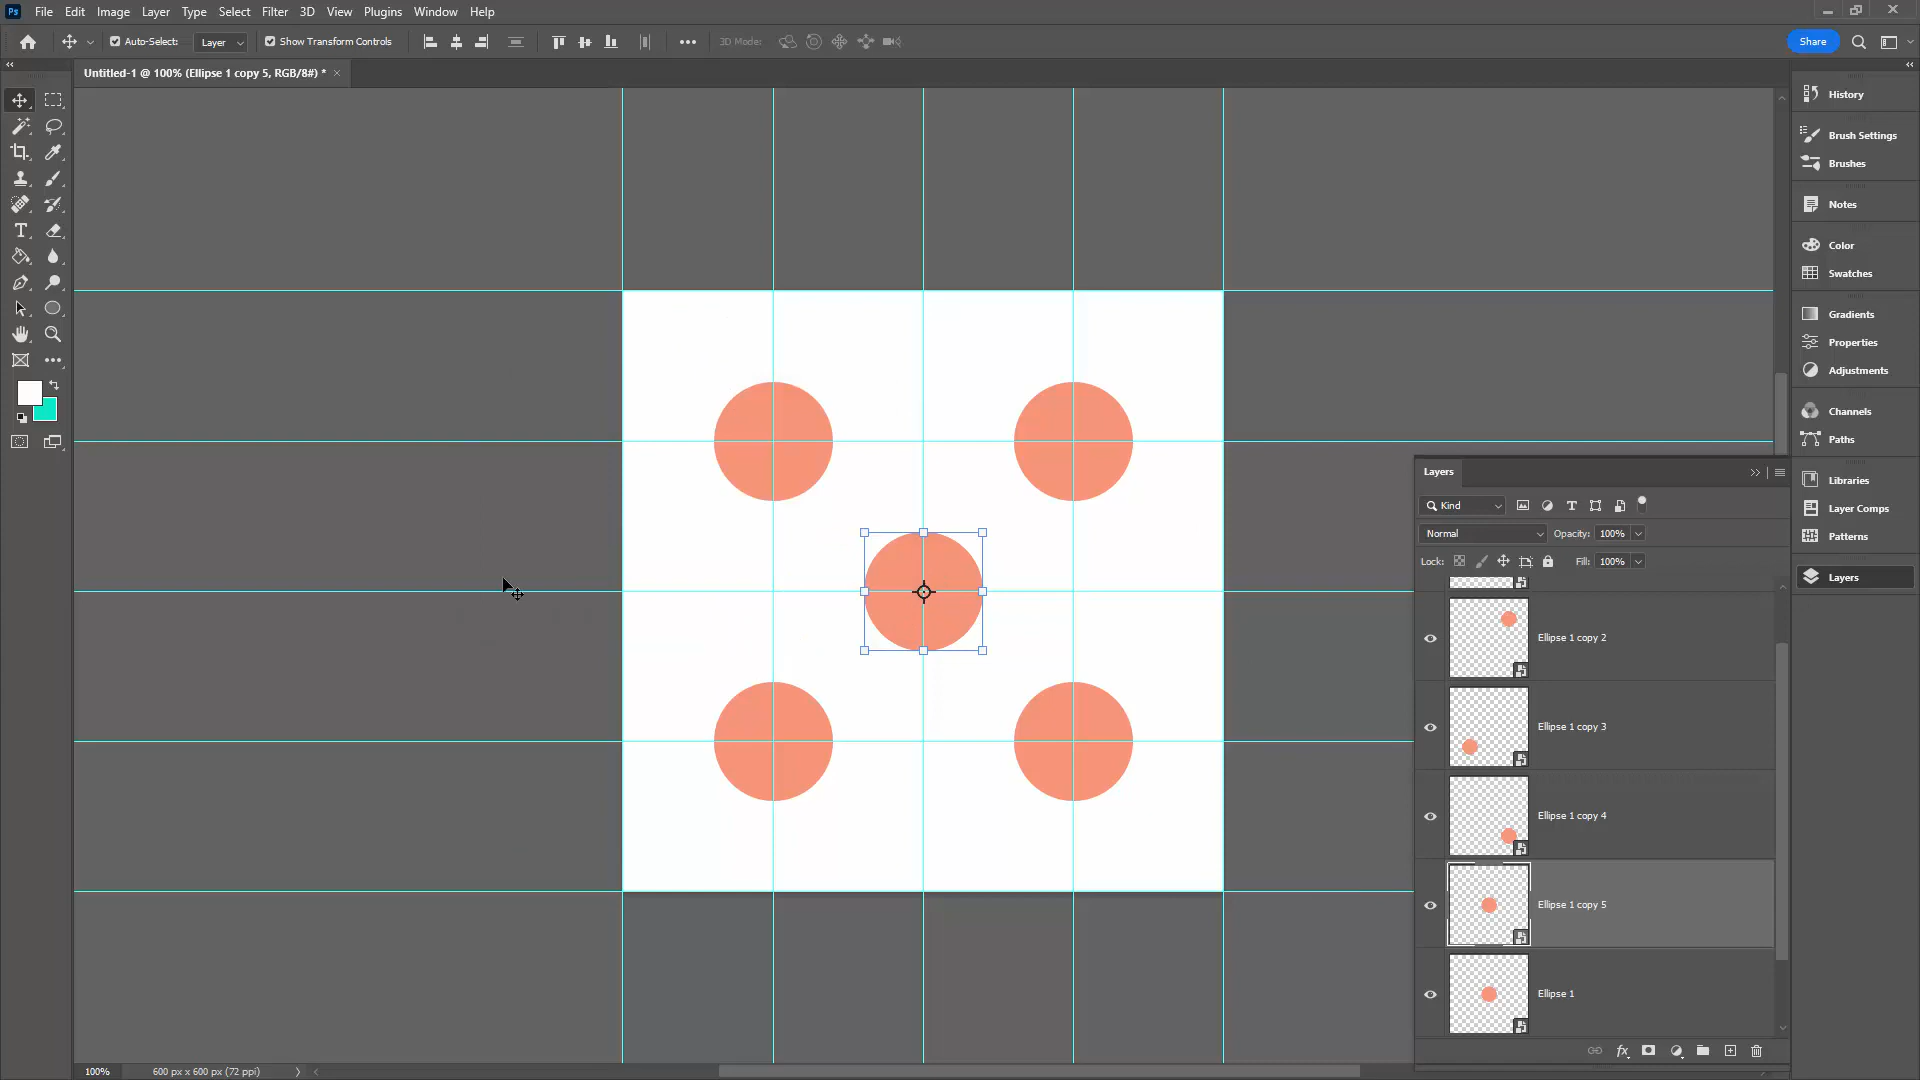 Ps File Edit Image Layer Type Select Filter 3D View Plugins Window Help
Auto-Select: Layer Show Transform Controls 3D Mode: Share
Untitled-1 @ 100% (Ellipse 1 copy 5, RGB/8#) * ×
History
Brush Settings
Brushes
Notes
Color
Swatches
Gradients
Properties
Adjustments
Channels
Paths
Libraries
Layer Comps
Patterns
Layers
Layers
Kind
Normal Opacity: 100%
Lock: Fill: 100%
Ellipse 1 copy 2
Ellipse 1 copy 3
Ellipse 1 copy 4
Ellipse 1 copy 5
Ellipse 1
fx
100% 600 px x 600 px (72 ppi)